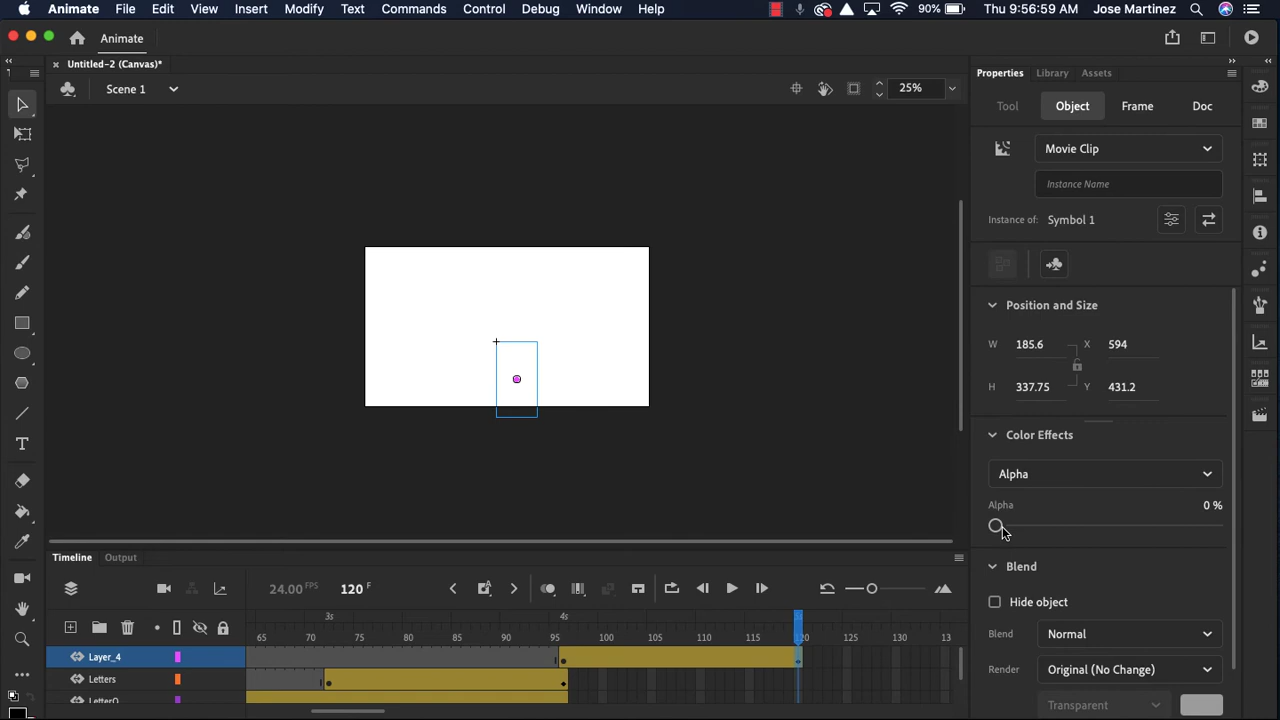 Animate File Edit View Insert Modify Text Commands Control Debug Window Help 90% Thu 9:56:59 AM Jose Martinez
Animate
Untitled-2 (Canvas)*
Scene 1 25%
Properties Library Assets
Tool Object Frame Doc
Movie Clip
Instance Name
Instance of: Symbol 1
Position and Size
W 185.6 X 594
H 337.75 Y 431.2
Color Effects
Alpha
Alpha 0 %
Blend
Hide object
Blend Normal
Render Original (No Change)
Transparent
Timeline Output
24.00 FPS 120 F
3s 4s
65 70 75 80 85 90 95 100 105 110 115 120 125 130 13
Layer_4
Letters
LetterO